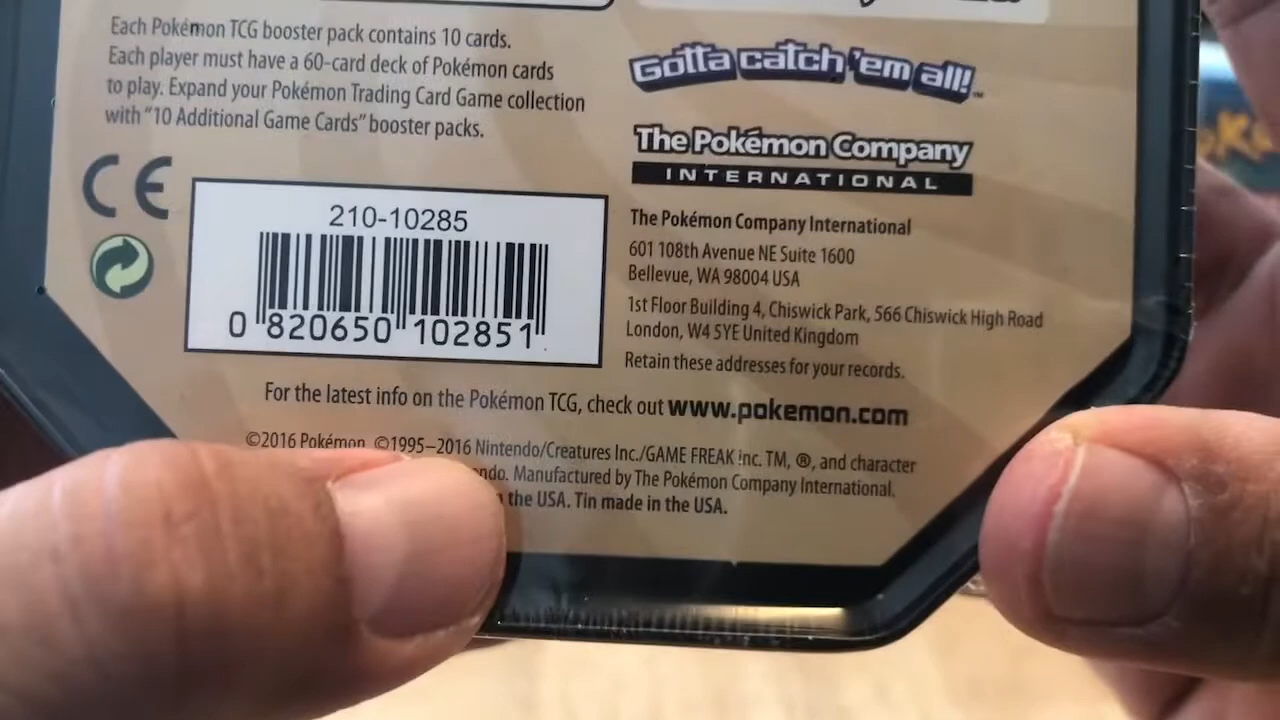 Each Pokémon TCG booster pack contains 10 cards.
Each player must have a 60-card deck of Pokémon cards
to play. Expand your Pokémon Trading Card Game collection
with “10 Additional Game Cards” booster packs.
CE
210-10285
0 820650 102851
Gotta catch 'em all!™
The Pokémon Company
INTERNATIONAL
The Pokémon Company International
601 108th Avenue NE Suite 1600
Bellevue, WA 98004 USA
1st Floor Building 4, Chiswick Park, 566 Chiswick High Road
London, W4 5YE United Kingdom
Retain these addresses for your records.
For the latest info on the Pokémon TCG, check out www.pokemon.com
©2016 Pokémon. ©1995–2016 Nintendo/Creatures Inc./GAME FREAK inc. TM, ®, and character
Manufactured by The Pokémon Company International.
the USA. Tin made in the USA.